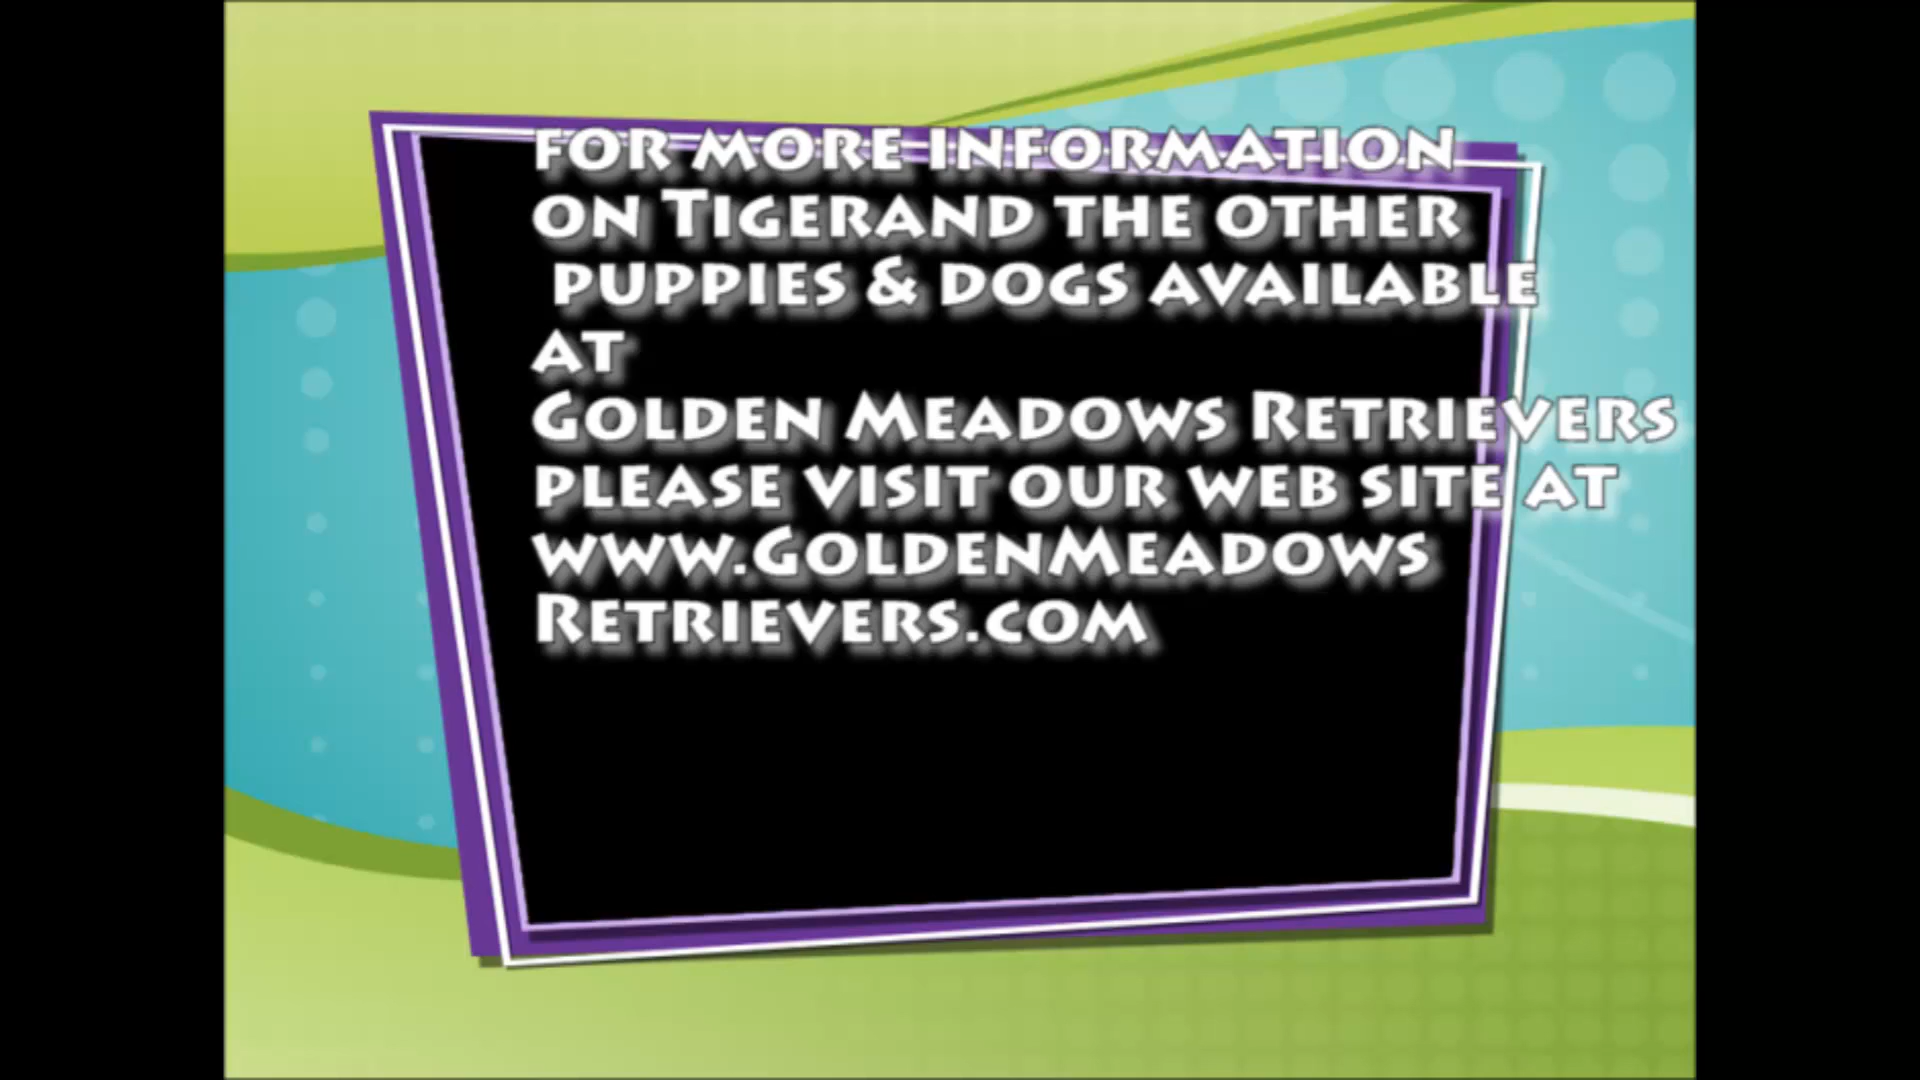 for more information
on Tigerand the other
puppies & dogs available
at
Golden Meadows Retrievers
please visit our web site at
www.GoldenMeadows
Retrievers.com